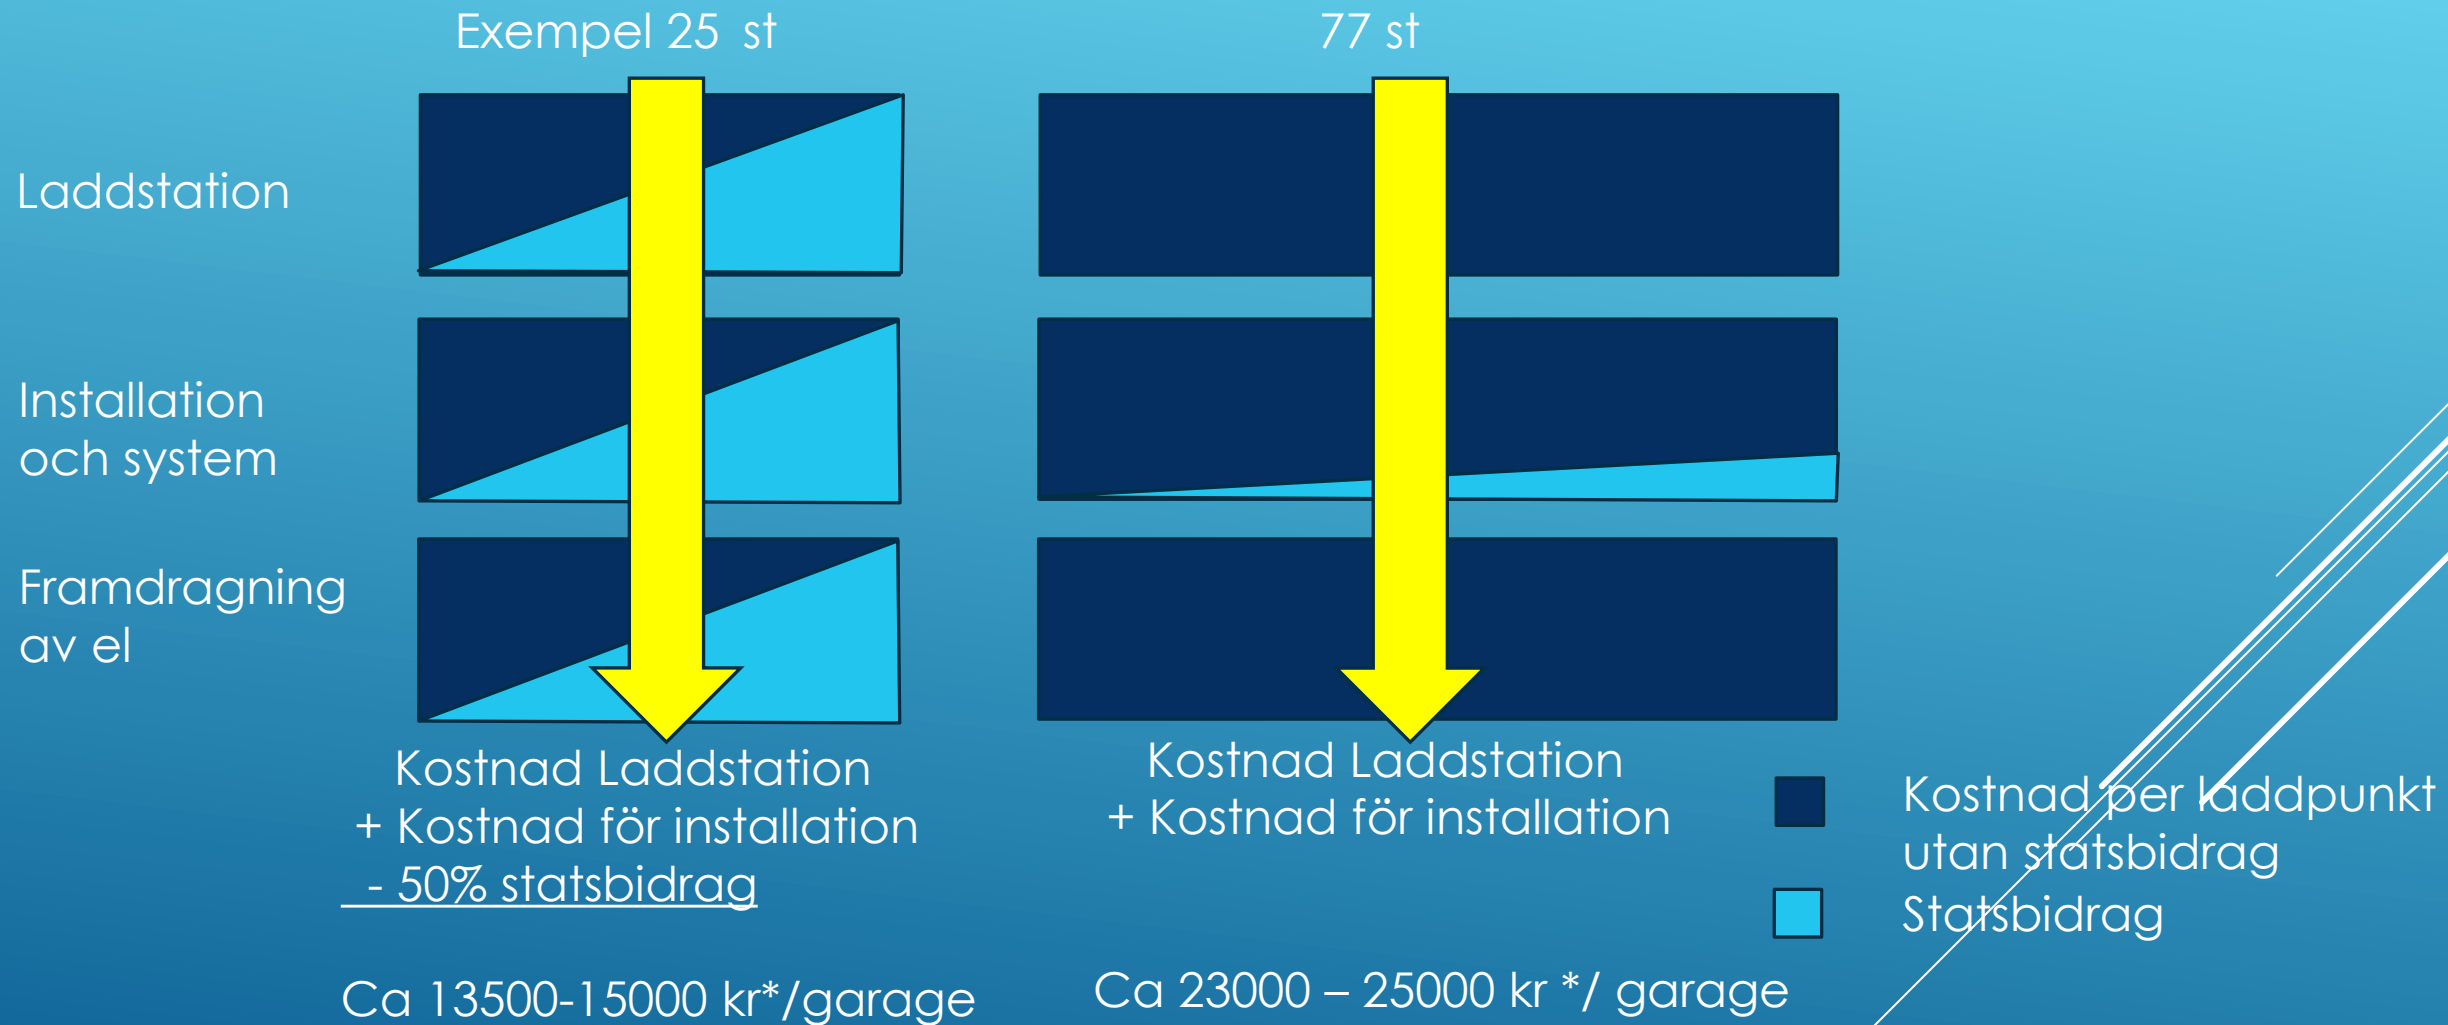 Exempel 25 st
77 st
Laddstation
Installation
och system
Framdragning
av el
Kostnad Laddstation
+ Kostnad för installation
- 50% statsbidrag
Ca 13500-15000 kr*/garage
Kostnad Laddstation
+ Kostnad för installation
Ca 23000 – 25000 kr */ garage
Kostnad per laddpunkt
utan statsbidrag
Statsbidrag